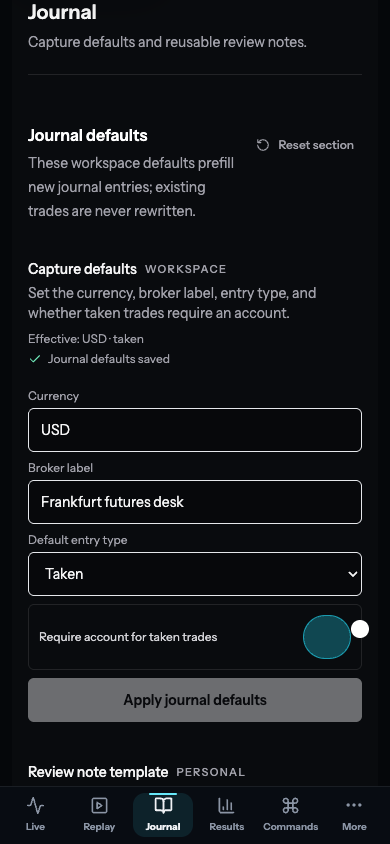 Journal
Capture defaults and reusable review notes.
Journal defaults
Reset section
These workspace defaults prefill
new journal entries; existing
trades are never rewritten.
Capture defaults WORKSPACE
Set the currency, broker label, entry type, and
whether taken trades require an account.
Effective: USD · taken
Journal defaults saved
Currency
USD
Broker label
Frankfurt futures desk
Default entry type
Taken
Require account for taken trades
Apply journal defaults
Review note template PERSONAL
Live Replay Journal Results Commands More